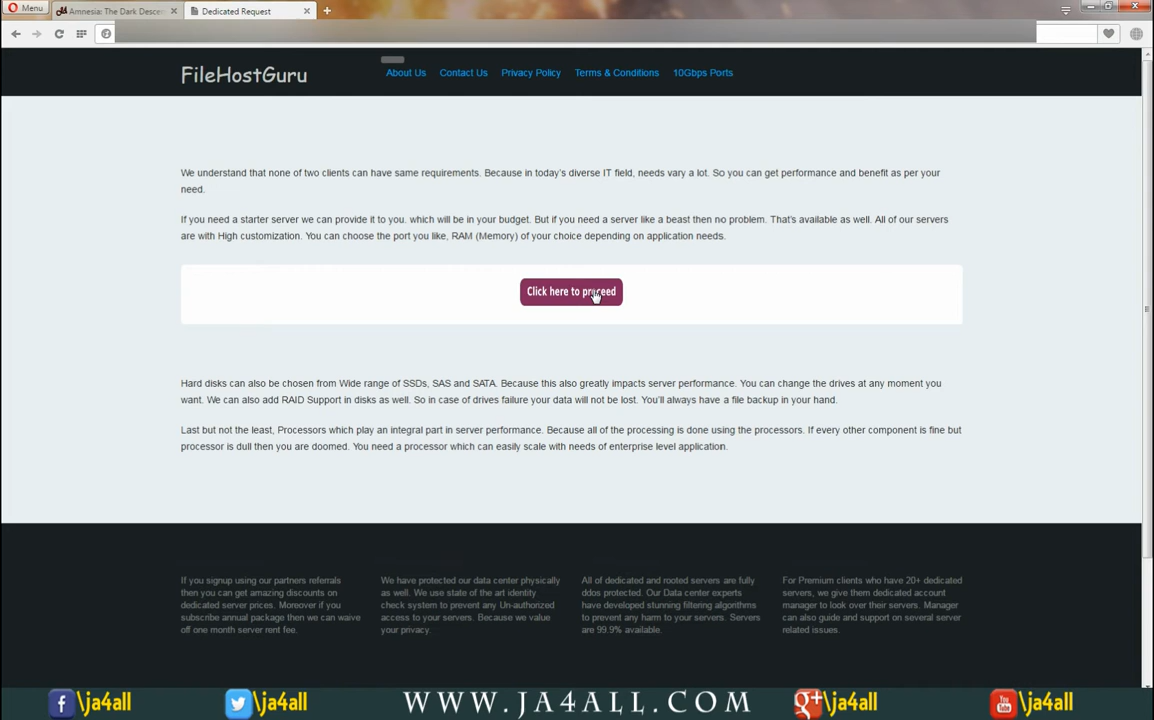 Menu
Amnesia: The Dark Desce
Dedicated Request
FileHostGuru
About Us
Contact Us
Privacy Policy
Terms & Conditions
10Gbps Ports
We understand that none of two clients can have same requirements. Because in today's diverse IT field, needs vary a lot. So you can get performance and benefit as per your
need.
If you need a starter server we can provide it to you. which will be in your budget. But if you need a server like a beast then no problem. That's available as well. All of our servers
are with High customization. You can choose the port you like, RAM (Memory) of your choice depending on application needs.
Click here to proceed
Hard disks can also be chosen from Wide range of SSDs, SAS and SATA. Because this also greatly impacts server performance. You can change the drives at any moment you
want. We can also add RAID Support in disks as well. So in case of drives failure your data will not be lost. You'll always have a file backup in your hand.
Last but not the least, Processors which play an integral part in server performance. Because all of the processing is done using the processors. If every other component is fine but
processor is dull then you are doomed. You need a processor which can easily scale with needs of enterprise level application.
If you signup using our partners referrals
then you can get amazing discounts on
dedicated server prices. Moreover if you
subscribe annual package then we can waive
off one month server rent fee.
We have protected our data center physically
as well. We use state of the art identity
check system to prevent any Un-authorized
access to your servers. Because we value
your privacy.
All of dedicated and rooted servers are fully
ddos protected. Our Data center experts
have developed stunning filtering algorithms
to prevent any harm to your servers. Servers
are 99.9% available.
For Premium clients who have 20+ dedicated
servers, we give them dedicated account
manager to look over their servers. Manager
can also guide and support on several server
related issues.
f \ja4all
\ja4all
WWW.JA4ALL.COM
g+ \ja4all
You Tube \ja4all